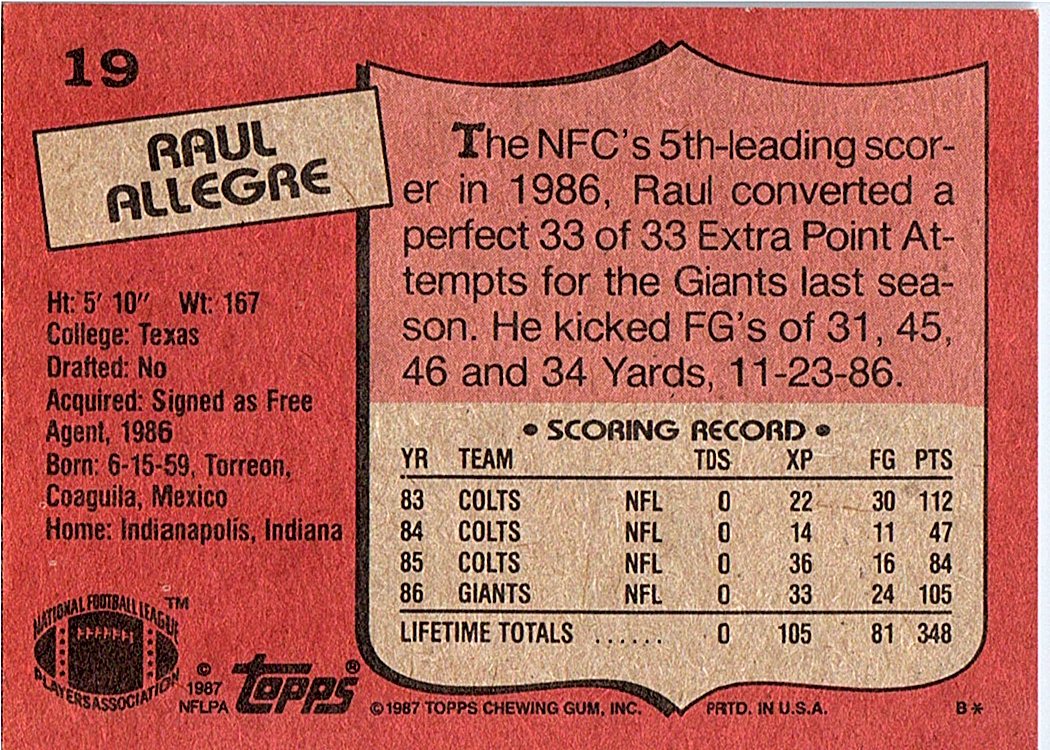 19
RAUL
ALLEGRE
The NFC's 5th-leading scor-
er in 1986, Raul converted a
perfect 33 of 33 Extra Point At-
tempts for the Giants last sea-
son. He kicked FG's of 31, 45,
46 and 34 Yards, 11-23-86.
Ht: 5' 10" Wt: 167
College: Texas
Drafted: No
Acquired: Signed as Free
Agent, 1986
Born: 6-15-59, Torreon,
Coaguila, Mexico
Home: Indianapolis, Indiana
• SCORING RECORD •
YR TEAM TDS XP FG PTS
83 COLTS NFL 0 22 30 112
84 COLTS NFL 0 14 11 47
85 COLTS NFL 0 36 16 84
86 GIANTS NFL 0 33 24 105
LIFETIME TOTALS ...... 0 105 81 348
NATIONAL FOOTBALL LEAGUE ™
PLAYERS ASSOCIATION
© 1987
NFLPA
topps®
© 1987 TOPPS CHEWING GUM, INC. PRTD. IN U.S.A. B*